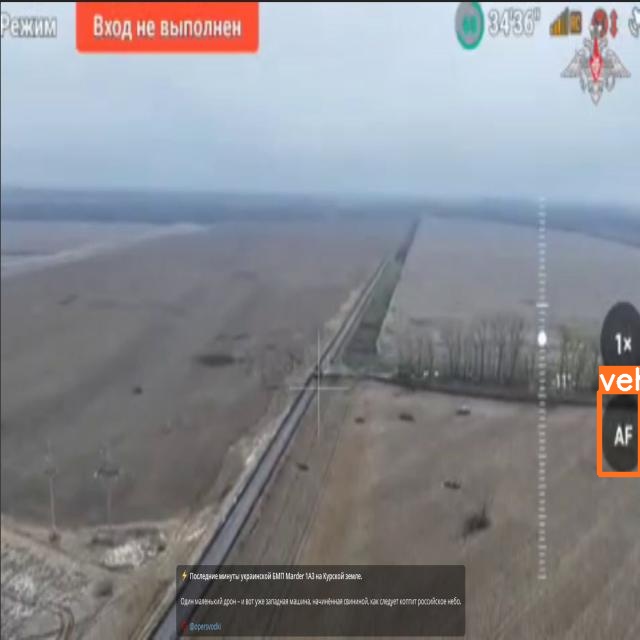 Режим
Вход не выполнен
34'36"
1×
veh
AF
⚡ Последние минуты украинской БМП Marder 1A3 на Курской земле.
Один маленький дрон – и вот уже западная машина, начинённая свининой, как следует коптит российское небо.
@opersvodki